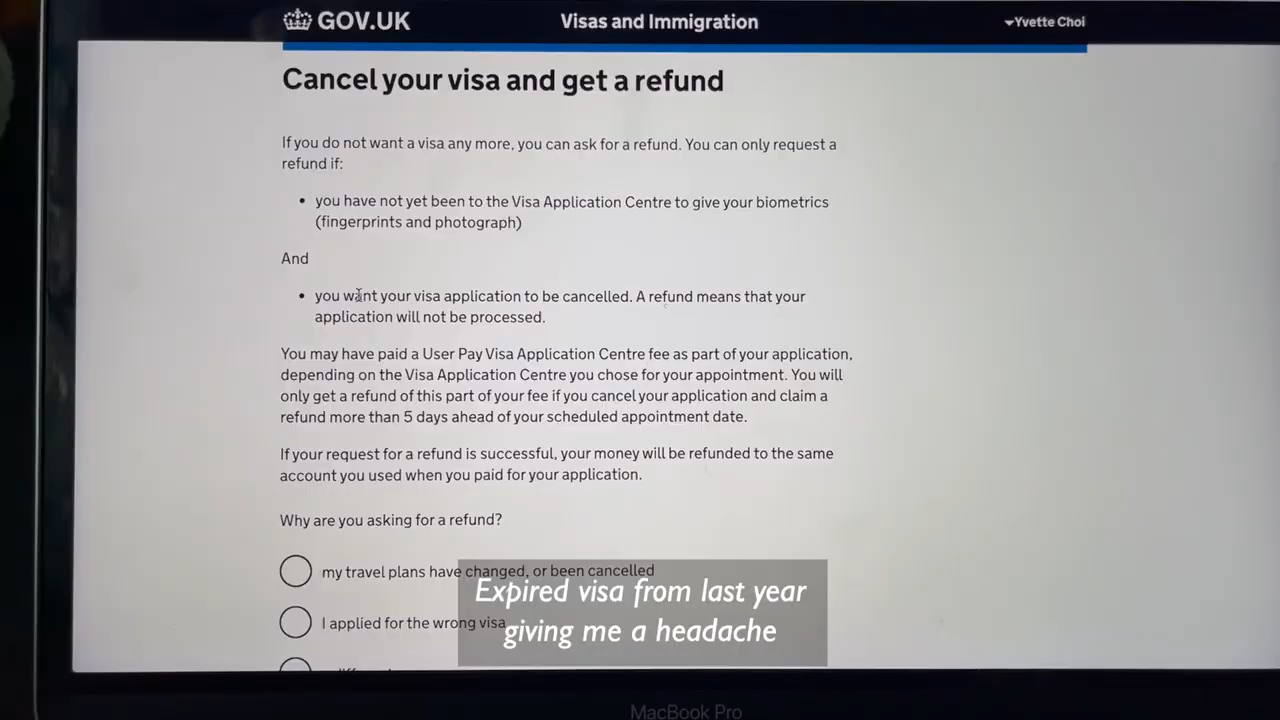 GOV.UK
Visas and Immigration
Yvette Choi
Cancel your visa and get a refund
If you do not want a visa any more, you can ask for a refund. You can only request a
refund if:
• you have not yet been to the Visa Application Centre to give your biometrics
(fingerprints and photograph)
And
• you want your visa application to be cancelled. A refund means that your
application will not be processed.
You may have paid a User Pay Visa Application Centre fee as part of your application,
depending on the Visa Application Centre you chose for your appointment. You will
only get a refund of this part of your fee if you cancel your application and claim a
refund more than 5 days ahead of your scheduled appointment date.
If your request for a refund is successful, your money will be refunded to the same
account you used when you paid for your application.
Why are you asking for a refund?
my travel plans have changed, or been cancelled
I applied for the wrong visa
Expired visa from last year
giving me a headache
MacBook Pro